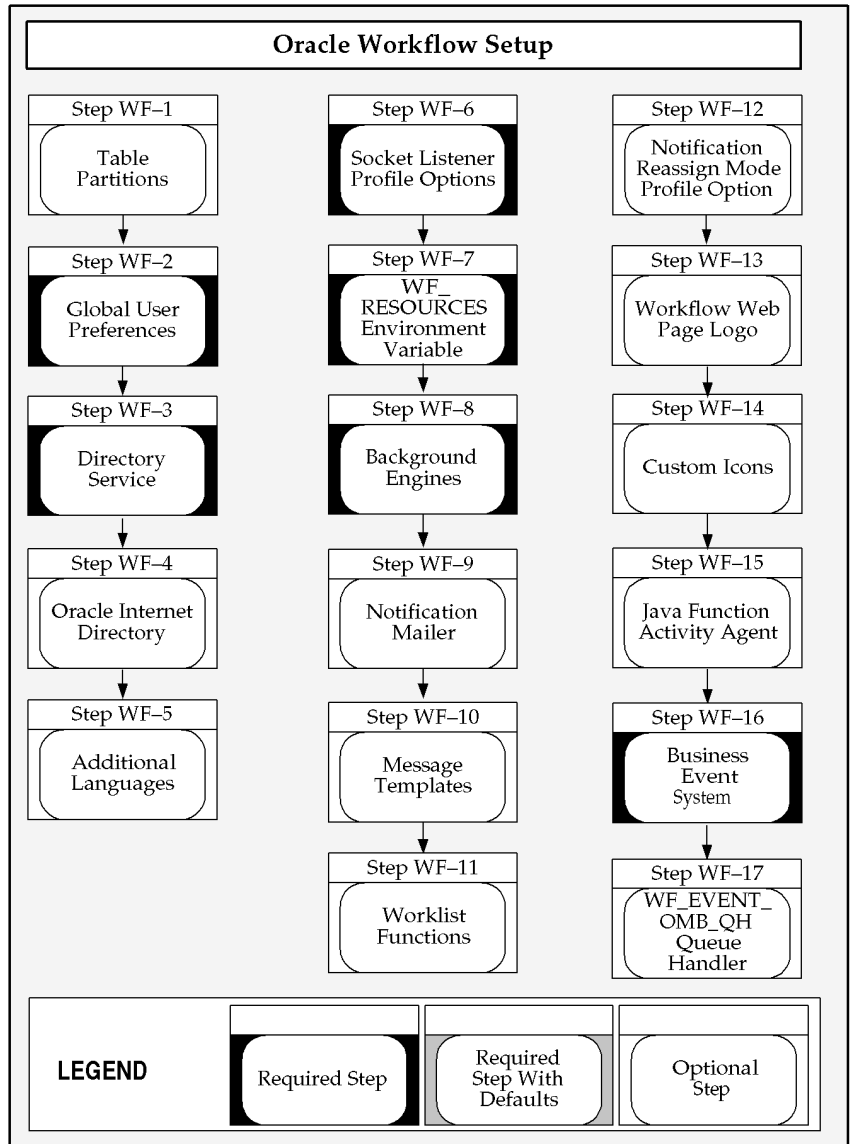 Oracle Workflow Setup
Step WF–1
Table
Partitions
Step WF–2
Global User
Preferences
Step WF–3
Directory
Service
Step WF–4
Oracle Internet
Directory
Step WF–5
Additional
Languages
Step WF–6
Socket Listener
Profile Options
Step WF–7
WF_
RESOURCES
Environment
Variable
Step WF–8
Background
Engines
Step WF–9
Notification
Mailer
Step WF–10
Message
Templates
Step WF–11
Worklist
Functions
Step WF–12
Notification
Reassign Mode
Profile Option
Step WF–13
Workflow Web
Page Logo
Step WF–14
Custom Icons
Step WF–15
Java Function
Activity Agent
Step WF–16
Business
Event
System
Step WF–17
WF_EVENT_
OMB_QH
Queue
Handler
LEGEND
Required Step
Required
Step With
Defaults
Optional
Step